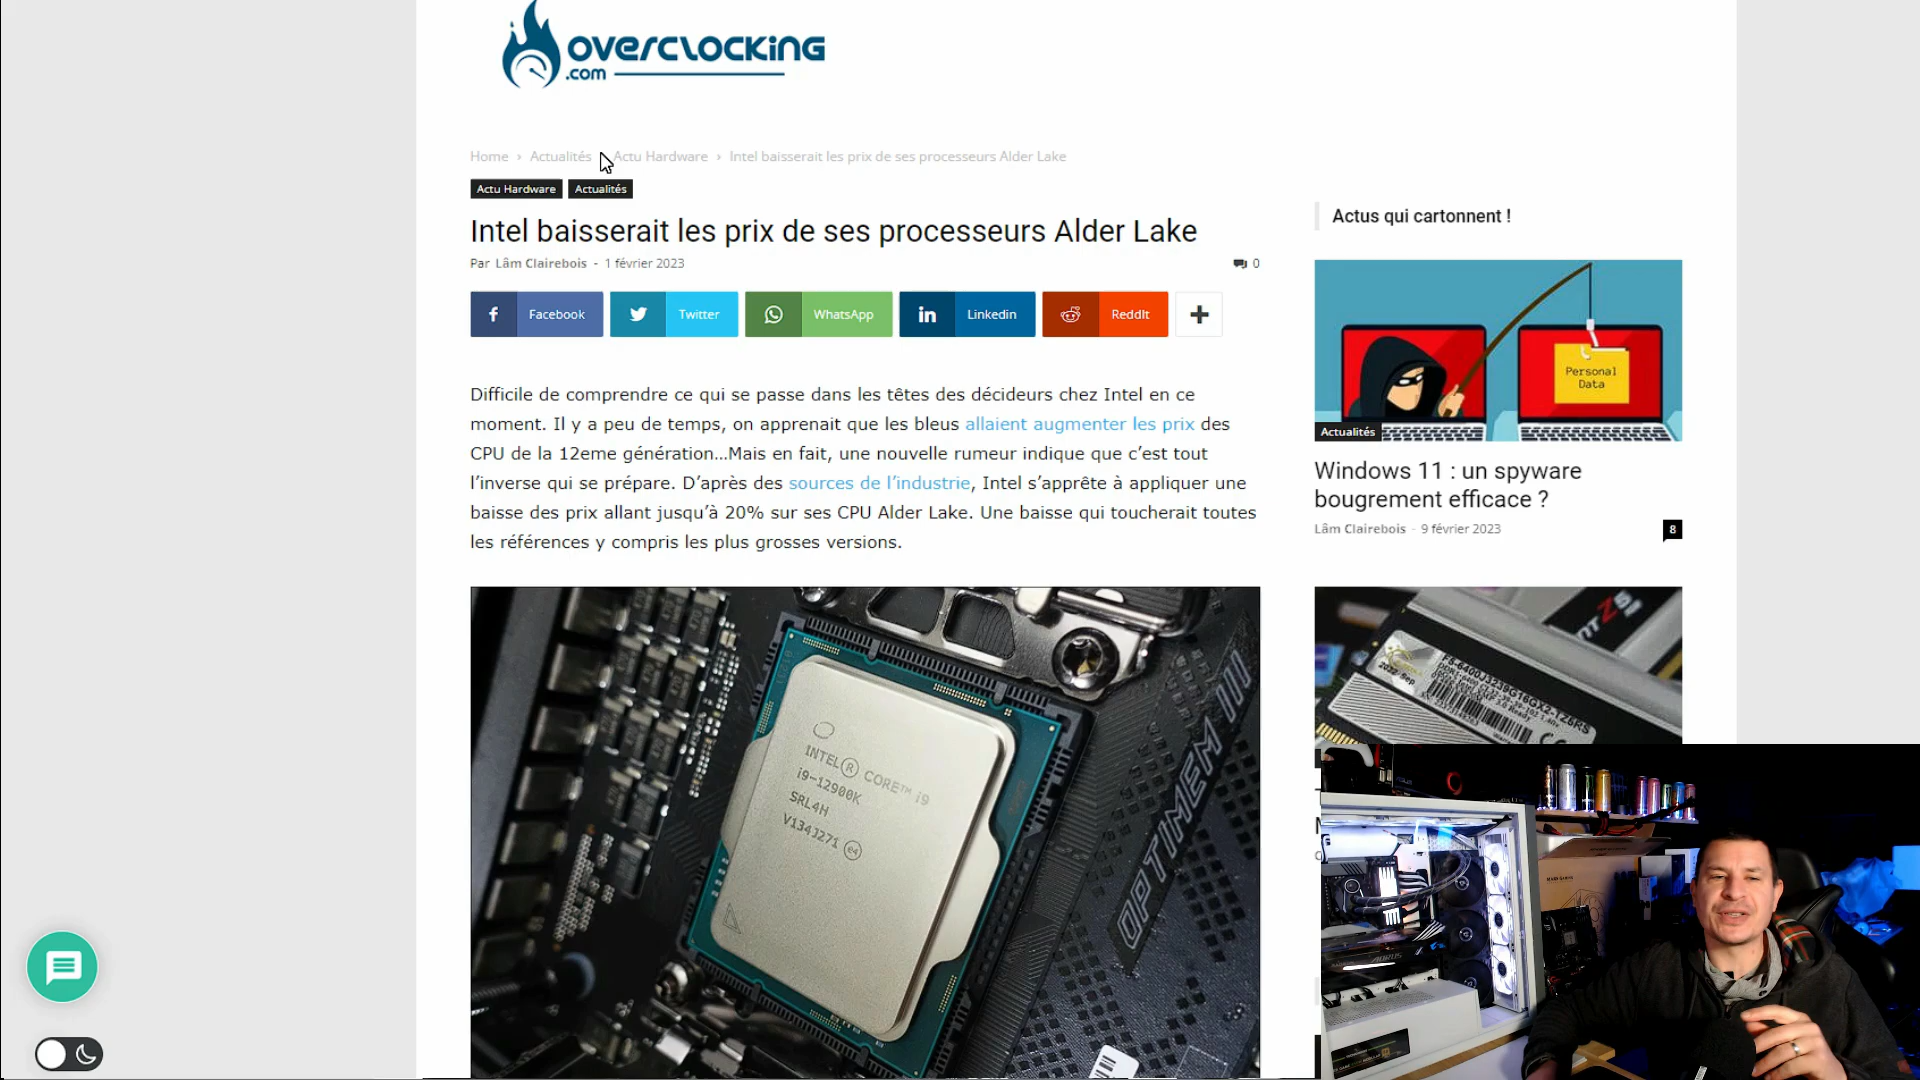 OVERCLOCKING
.com
Home › Actualités › Actu Hardware › Intel baisserait les prix de ses processeurs Alder Lake
Actu Hardware Actualités
Intel baisserait les prix de ses processeurs Alder Lake
Par Lâm Clairebois - 1 février 2023
0
Facebook Twitter WhatsApp Linkedin ReddIt
Difficile de comprendre ce qui se passe dans les têtes des décideurs chez Intel en ce
moment. Il y a peu de temps, on apprenait que les bleus allaient augmenter les prix des
CPU de la 12eme génération…Mais en fait, une nouvelle rumeur indique que c’est tout
l’inverse qui se prépare. D’après des sources de l’industrie, Intel s’apprête à appliquer une
baisse des prix allant jusqu’à 20% sur ses CPU Alder Lake. Une baisse qui toucherait toutes
les références y compris les plus grosses versions.
INTEL® CORE™ i9
i9-12900K
SRL4H
V134J271 e4
OPTIMEM III
Actus qui cartonnent !
Personal
Data
Actualités
Windows 11 : un spyware
bougrement efficace ?
Lâm Clairebois - 9 février 2023
8